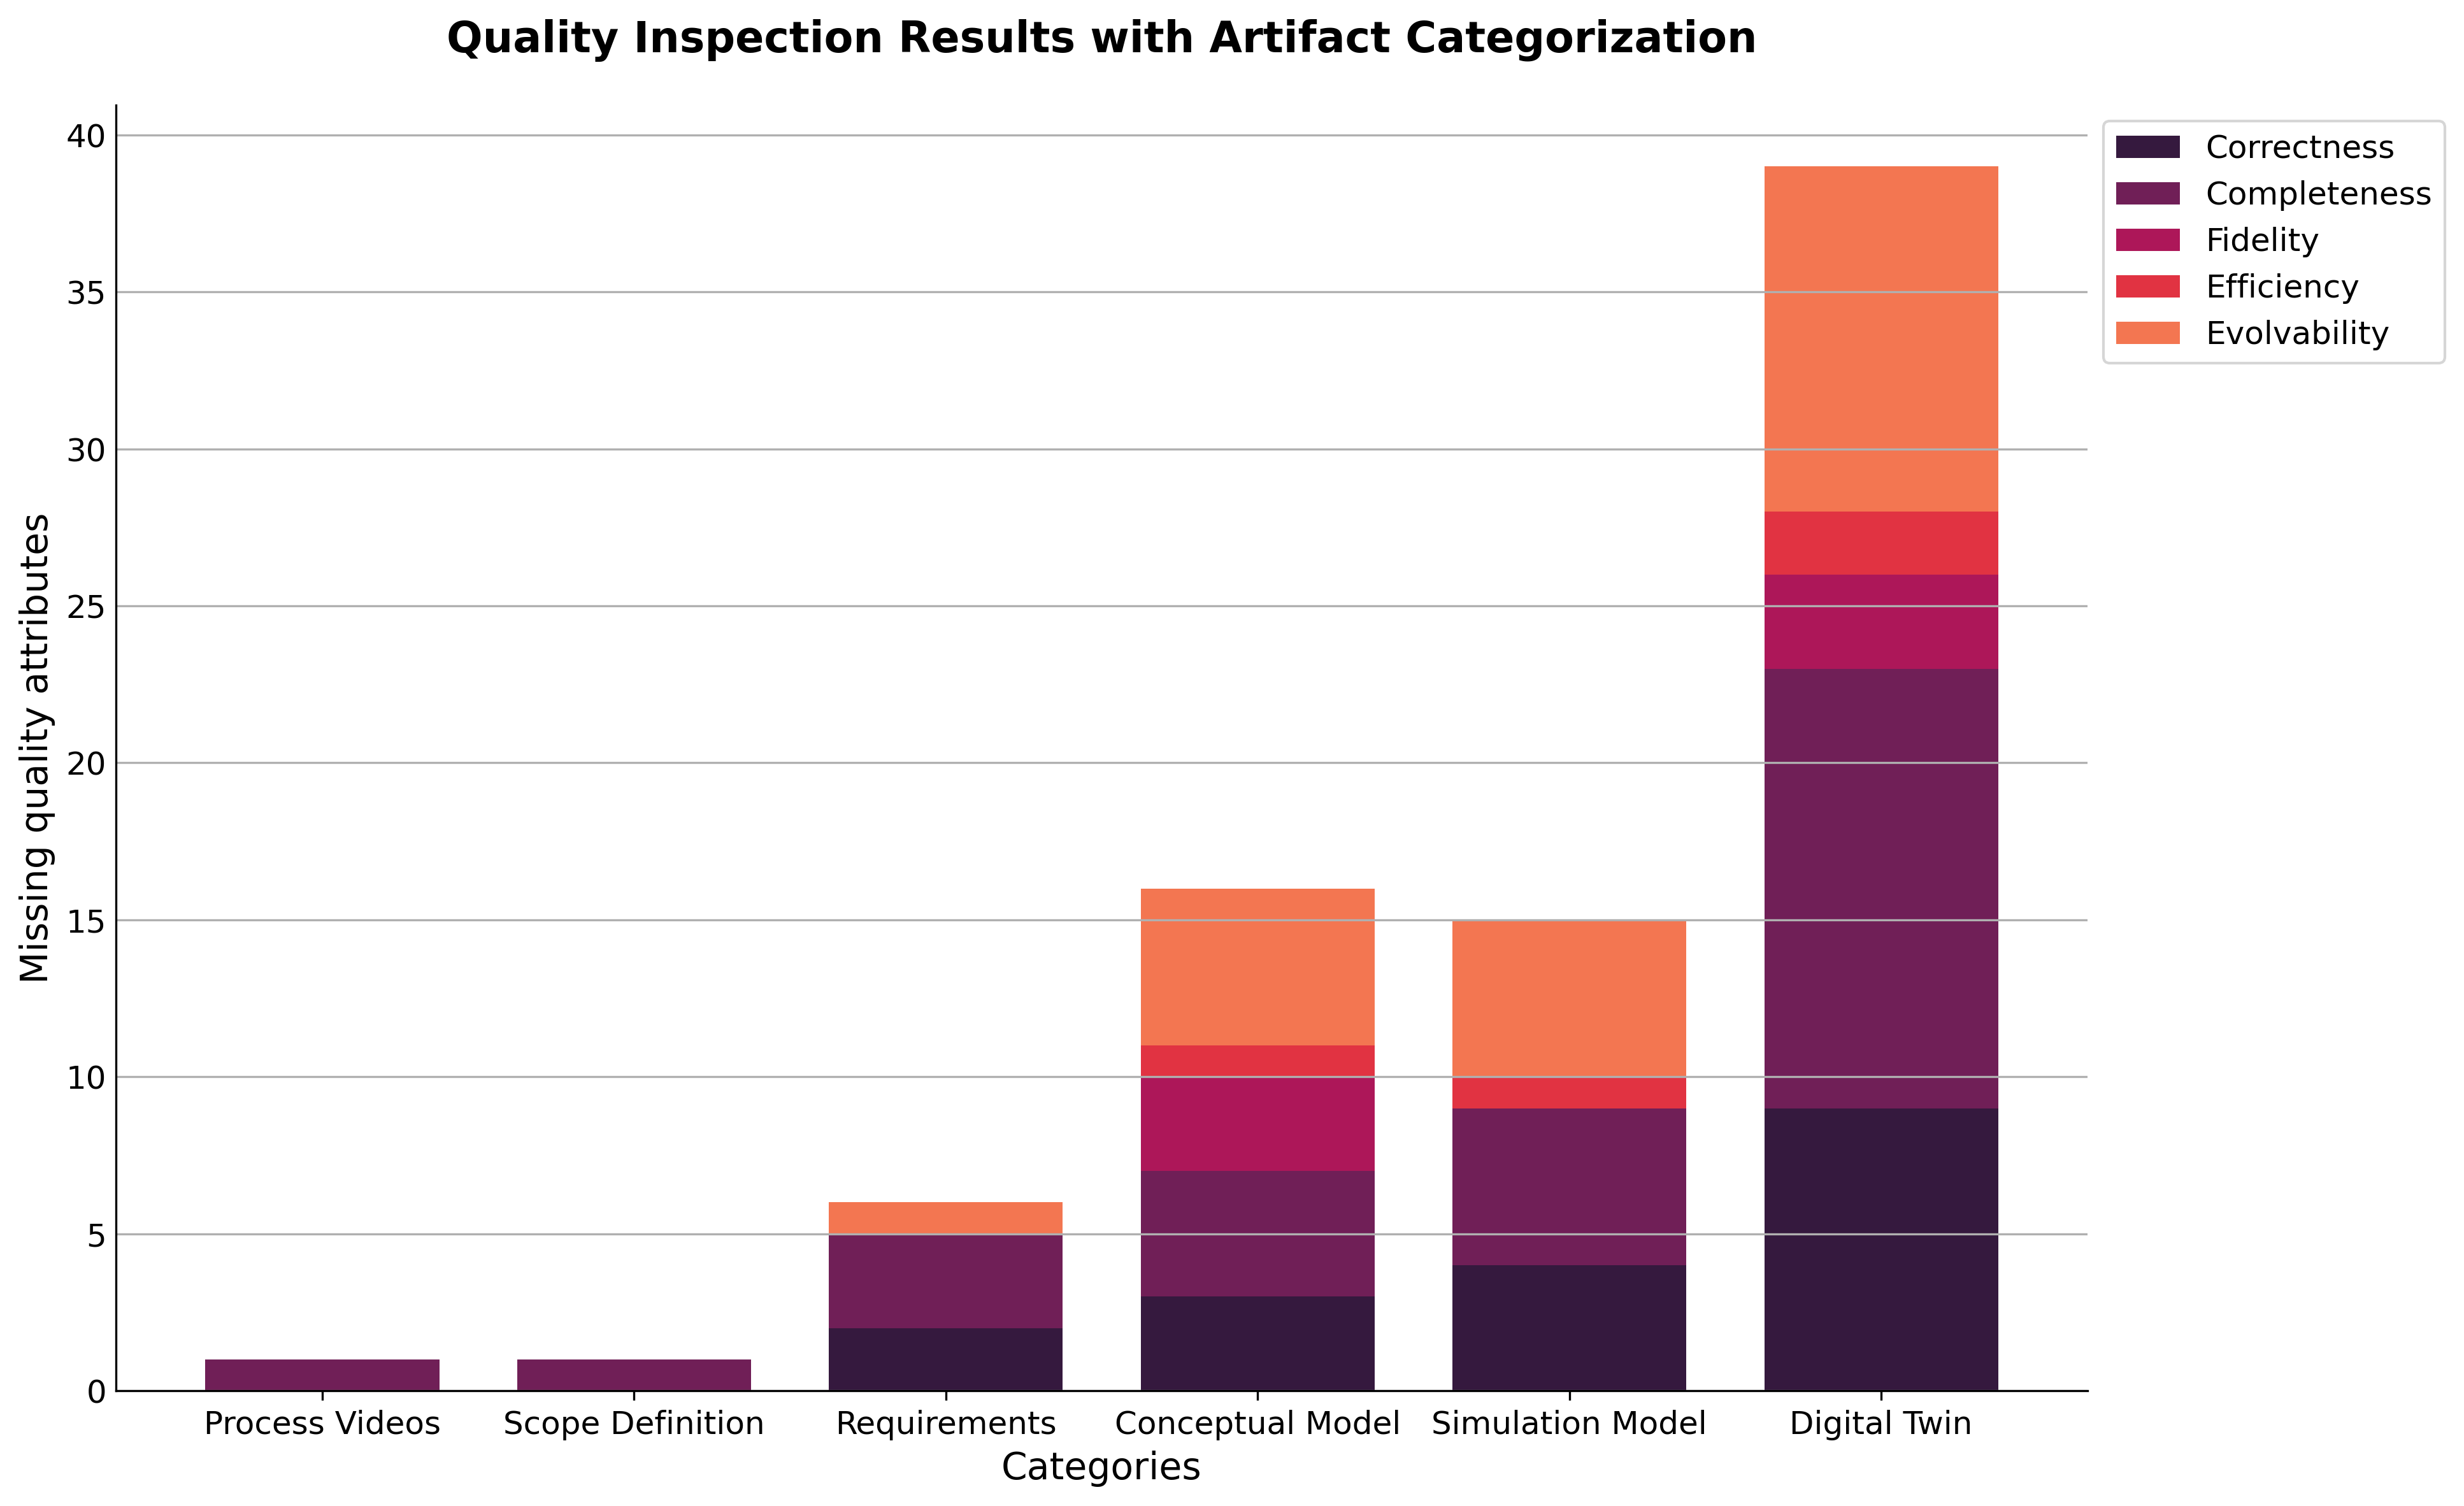 Quality Inspection Results with Artifact Categorization
Missing quality attributes
40
35
30
25
20
15
10
5
0
Process Videos
Scope Definition
Requirements
Conceptual Model
Simulation Model
Digital Twin
Categories
Correctness
Completeness
Fidelity
Efficiency
Evolvability